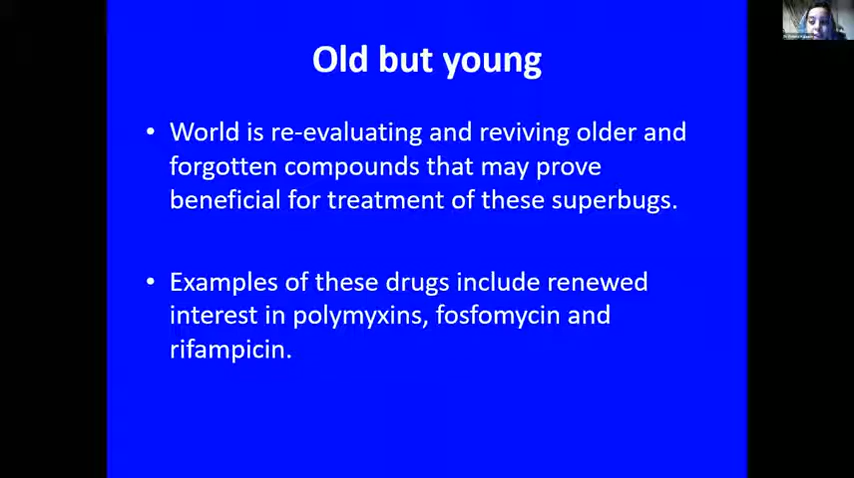 Old but young
• World is re-evaluating and reviving older and
forgotten compounds that may prove
beneficial for treatment of these superbugs.
• Examples of these drugs include renewed
interest in polymyxins, fosfomycin and
rifampicin.